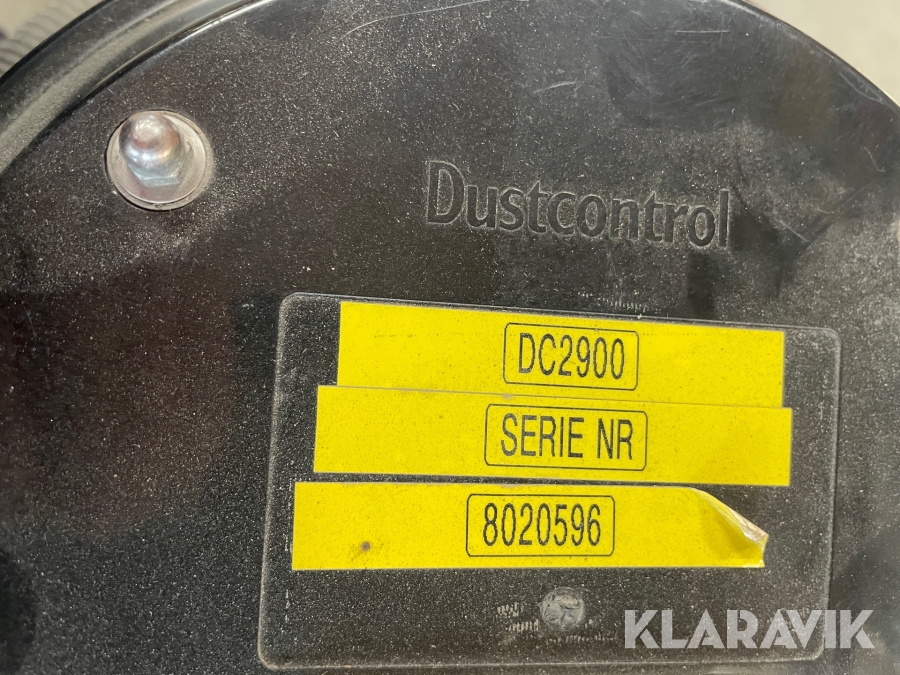 Dustcontrol
DC2900
SERIE NR
8020596
KLARAVIK